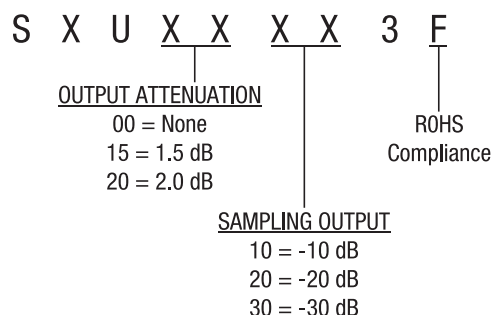 S X U X X X X 3 F
OUTPUT ATTENUATION
00 = None
15 = 1.5 dB
20 = 2.0 dB
ROHS
Compliance
SAMPLING OUTPUT
10 = -10 dB
20 = -20 dB
30 = -30 dB